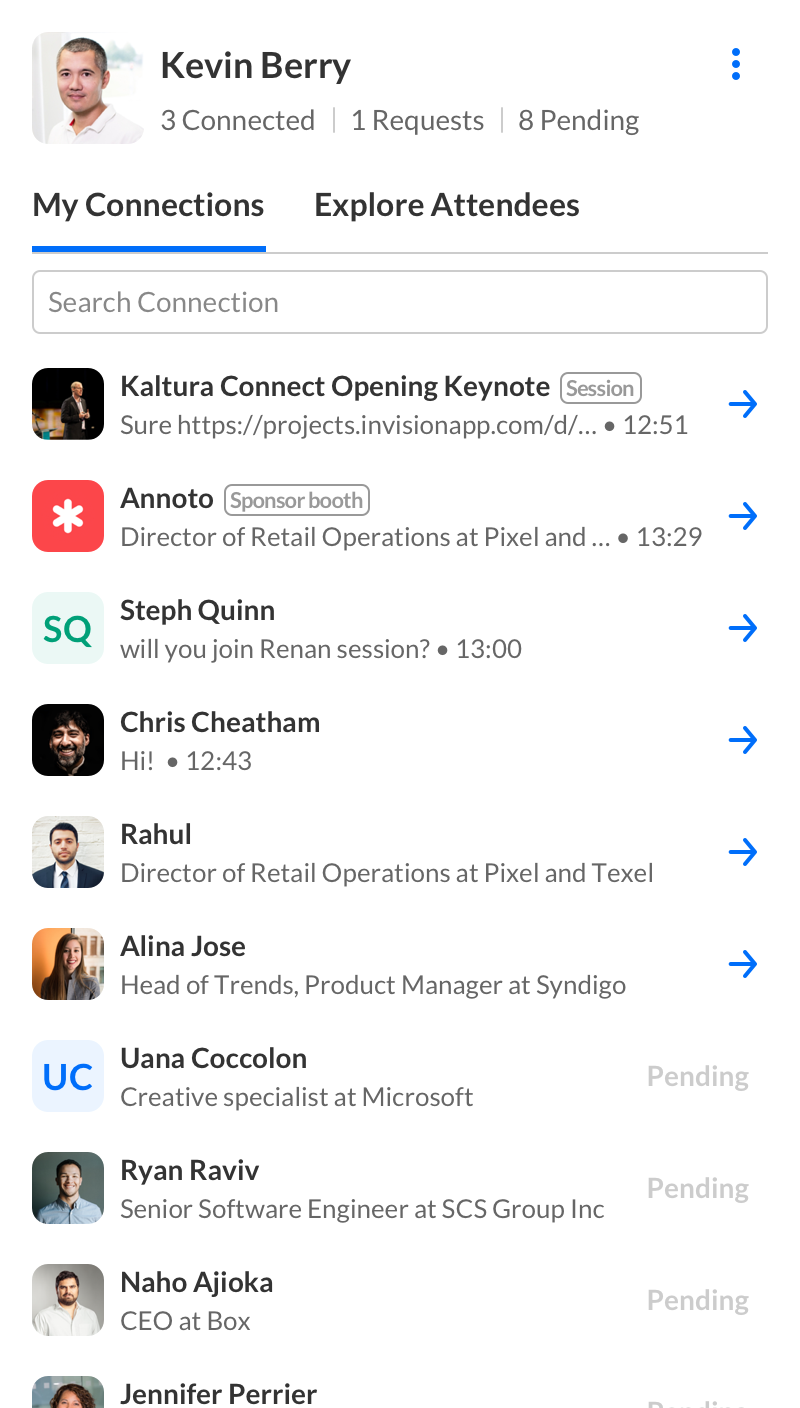 Kevin Berry
3 Connected | 1 Requests | 8 Pending
My Connections Explore Attendees
Search Connection
Kaltura Connect Opening Keynote Session
Sure https://projects.invisionapp.com/d/... • 12:51
Annoto Sponsor booth
Director of Retail Operations at Pixel and ... • 13:29
SQ
Steph Quinn
will you join Renan session? • 13:00
Chris Cheatham
Hi! • 12:43
Rahul
Director of Retail Operations at Pixel and Texel
Alina Jose
Head of Trends, Product Manager at Syndigo
UC
Uana Coccolon
Pending
Creative specialist at Microsoft
Ryan Raviv
Pending
Senior Software Engineer at SCS Group Inc
Naho Ajioka
Pending
CEO at Box
Jennifer Perrier